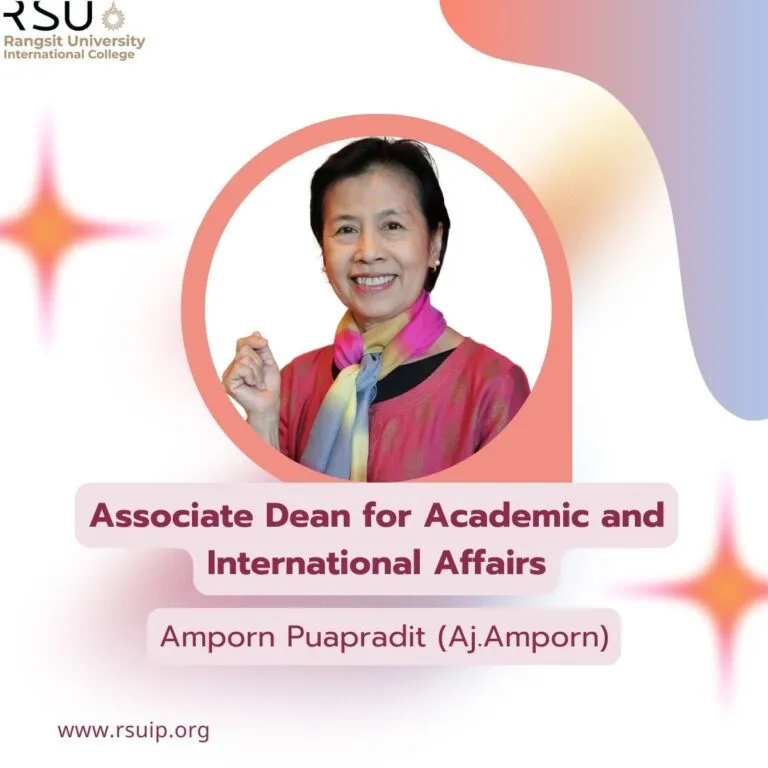 RSU
Rangsit University
International College
Associate Dean for Academic and
International Affairs
Amporn Puapradit (Aj.Amporn)
www.rsuip.org